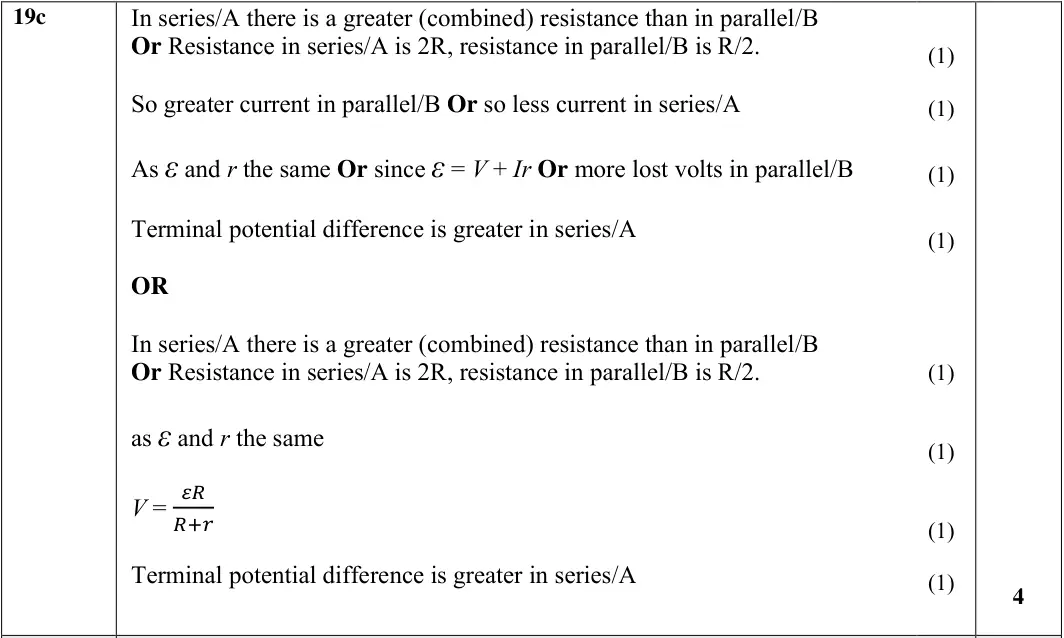 19c
In series/A there is a greater (combined) resistance than in parallel/B
Or Resistance in series/A is 2R, resistance in parallel/B is R/2.
(1)
So greater current in parallel/B Or so less current in series/A
(1)
As ℰ and r the same Or since ℰ = V + Ir Or more lost volts in parallel/B
(1)
Terminal potential difference is greater in series/A
(1)
OR
In series/A there is a greater (combined) resistance than in parallel/B
Or Resistance in series/A is 2R, resistance in parallel/B is R/2.
(1)
as ℰ and r the same
(1)
V = εR/(R+r)
(1)
Terminal potential difference is greater in series/A
(1)
4